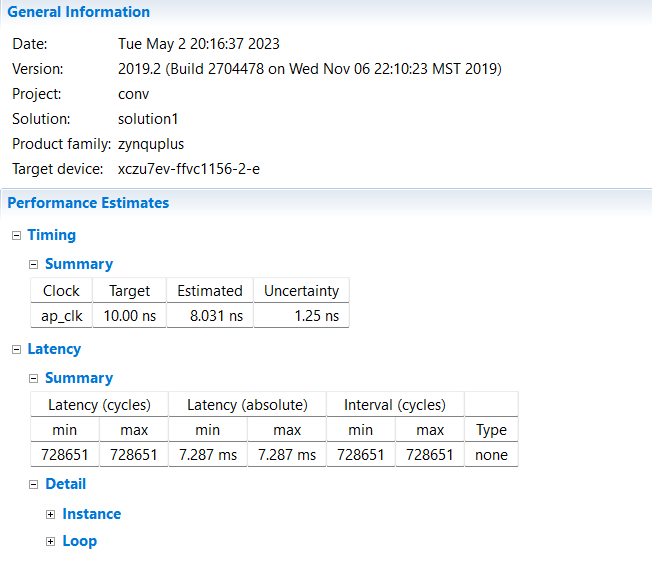 General Information
Date: Tue May 2 20:16:37 2023
Version: 2019.2 (Build 2704478 on Wed Nov 06 22:10:23 MST 2019)
Project: conv
Solution: solution1
Product family: zynquplus
Target device: xczu7ev-ffvc1156-2-e
Performance Estimates
Timing
Summary
Clock Target Estimated Uncertainty
ap_clk 10.00 ns 8.031 ns 1.25 ns
Latency
Summary
Latency (cycles) Latency (absolute) Interval (cycles)
min max min max min max Type
728651 728651 7.287 ms 7.287 ms 728651 728651 none
Detail
Instance
Loop